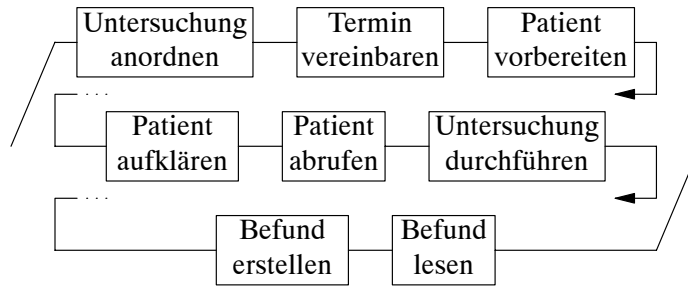 Untersuchung Termin Patient
anordnen vereinbaren vorbereiten
...
Patient Patient Untersuchung
aufklären abrufen durchführen
...
Befund Befund
erstellen lesen